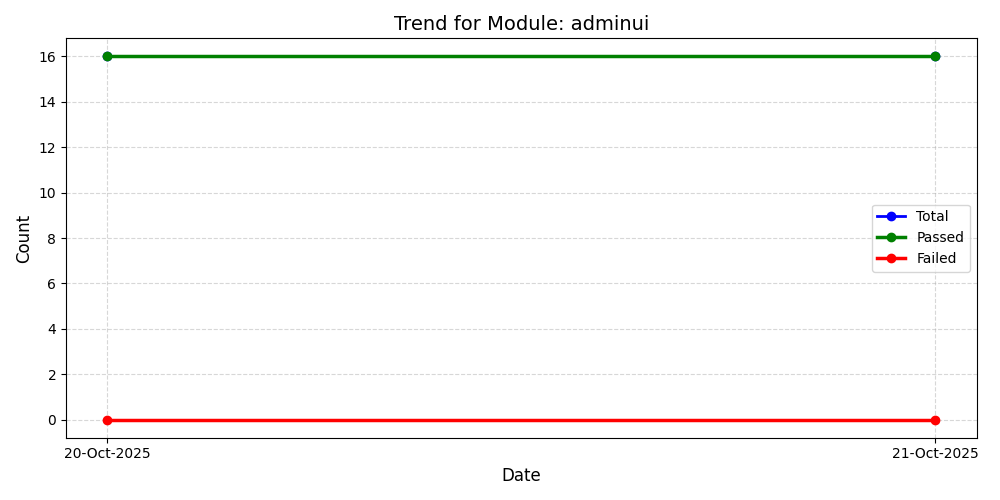 Trend for Module: adminui
16
14
12
10
8
6
4
2
0
Count
Total
Passed
Failed
20-Oct-2025
21-Oct-2025
Date